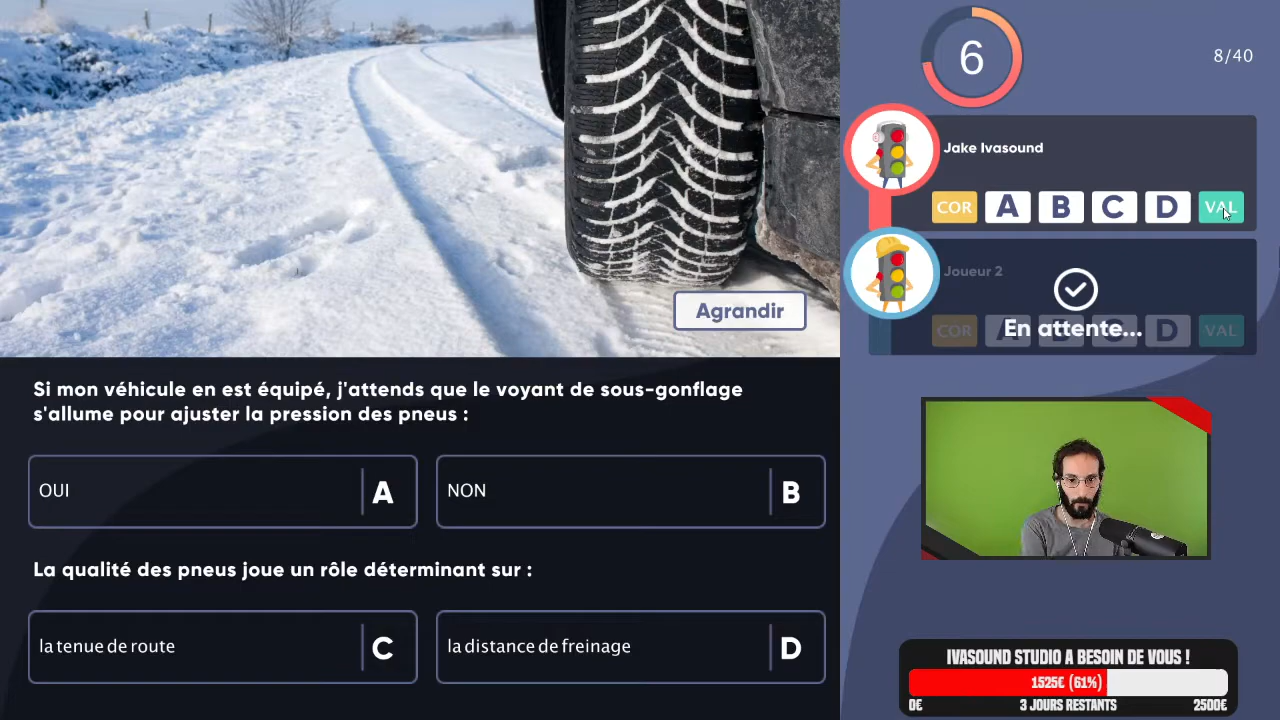 6
8/40
Jake Ivasound
COR A B C D VAL
Joueur 2
En attente...
COR A B C D VAL
Agrandir
Si mon véhicule en est équipé, j'attends que le voyant de sous-gonflage
s'allume pour ajuster la pression des pneus :
OUI A
NON B
La qualité des pneus joue un rôle déterminant sur :
la tenue de route C
la distance de freinage D
IVASOUND STUDIO A BESOIN DE VOUS !
1525€ (61%)
0€ 3 JOURS RESTANTS 2500€